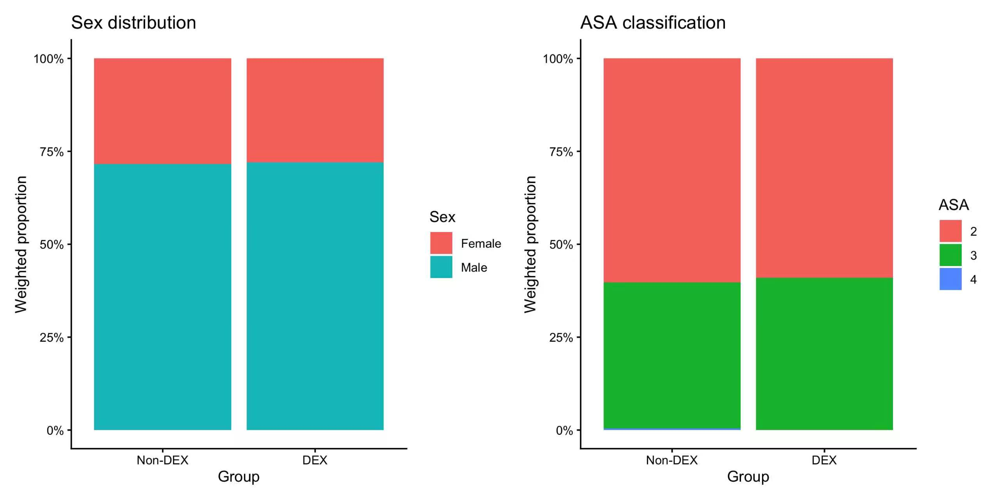 Sex distribution
100%
75%
50%
25%
0%
Weighted proportion
Non-DEX
DEX
Group
Sex
Female
Male
ASA classification
100%
75%
50%
25%
0%
Weighted proportion
Non-DEX
DEX
Group
ASA
2
3
4